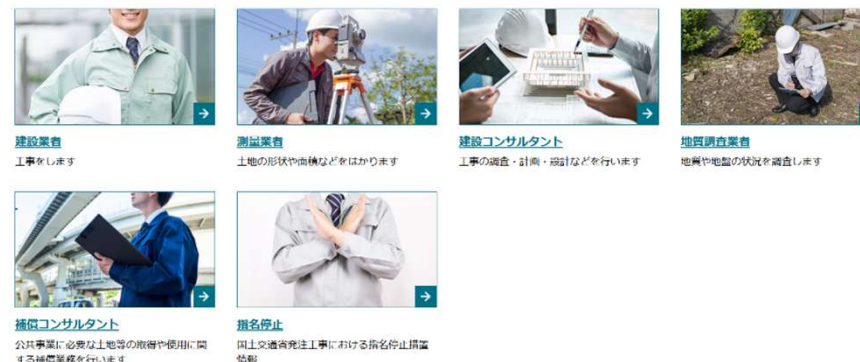 建設業者
工事をします
測量業者
土地の形状や面積などをはかります
建設コンサルタント
工事の調査・計画・設計などを行います
地質調査業者
地質や地盤の状況を調査します
補償コンサルタント
公共事業に必要な土地等の取得や使用に関
する補償業務を行います
指名停止
国土交通省発注工事における指名停止措置
情報